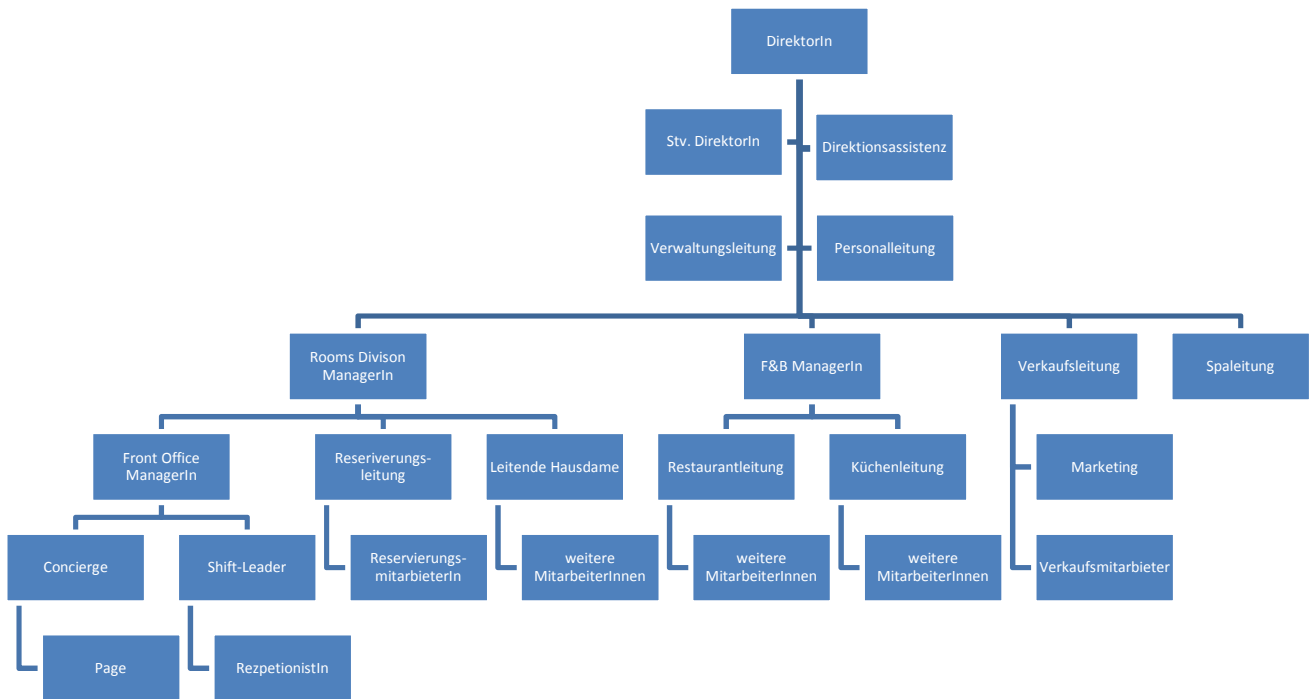 DirektorIn
Stv. DirektorIn
Direktionsassistenz
Verwaltungsleitung
Personalleitung
Rooms Divison
ManagerIn
F&B ManagerIn
Verkaufsleitung
Spaleitung
Front Office
ManagerIn
Reseriverungs-
leitung
Leitende Hausdame
Restaurantleitung
Küchenleitung
Marketing
Concierge
Shift-Leader
Reservierungs-
mitarbieterIn
weitere
MitarbeiterInnen
weitere
MitarbeiterInnen
weitere
MitarbeiterInnen
Verkaufsmitarbieter
Page
RezpetionistIn